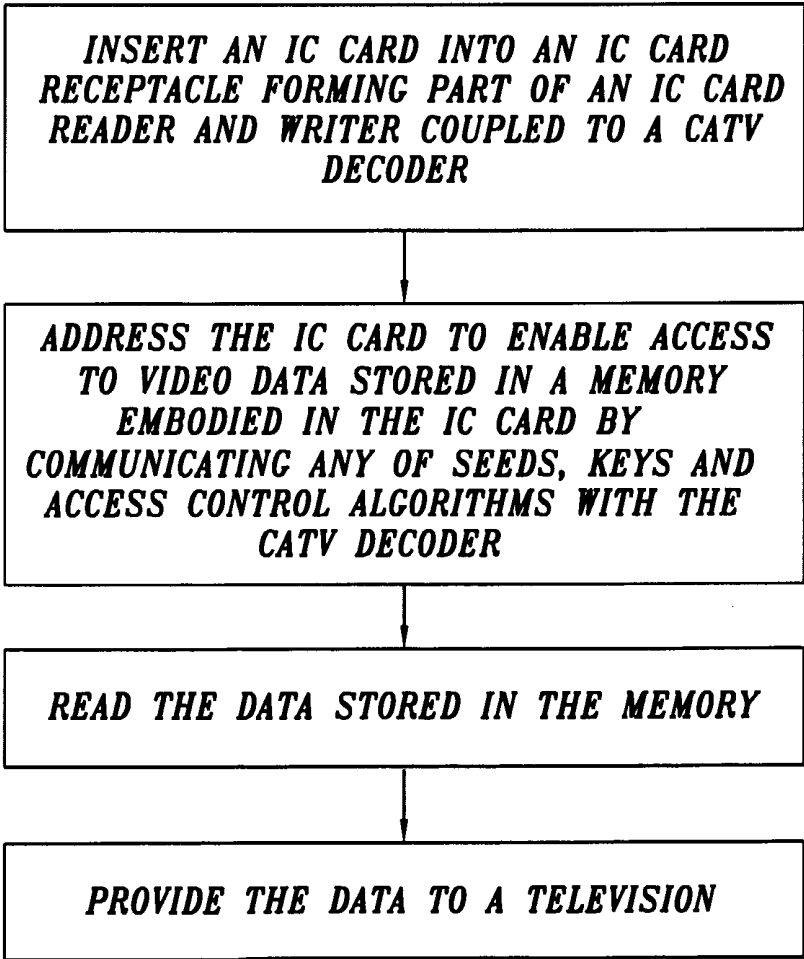 INSERT AN IC CARD INTO AN IC CARD
RECEPTACLE FORMING PART OF AN IC CARD
READER AND WRITER COUPLED TO A CATV
DECODER
ADDRESS THE IC CARD TO ENABLE ACCESS
TO VIDEO DATA STORED IN A MEMORY
EMBODIED IN THE IC CARD BY
COMMUNICATING ANY OF SEEDS, KEYS AND
ACCESS CONTROL ALGORITHMS WITH THE
CATV DECODER
READ THE DATA STORED IN THE MEMORY
PROVIDE THE DATA TO A TELEVISION